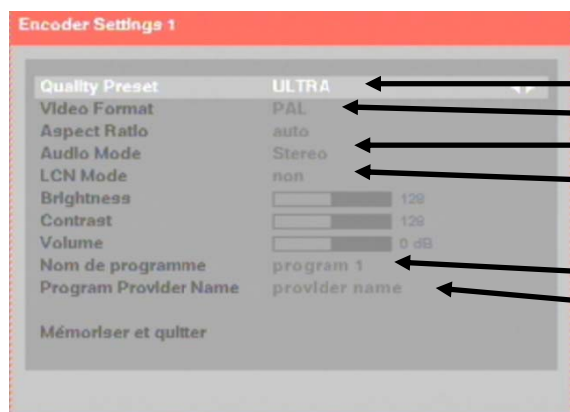 Encoder Settings 1
Quality Preset ULTRA
Video Format PAL
Aspect Ratio auto
Audio Mode Stereo
LCN Mode non
Brightness 128
Contrast 128
Volume 0 dB
Nom de programme program 1
Program Provider Name provider name
Mémoriser et quitter